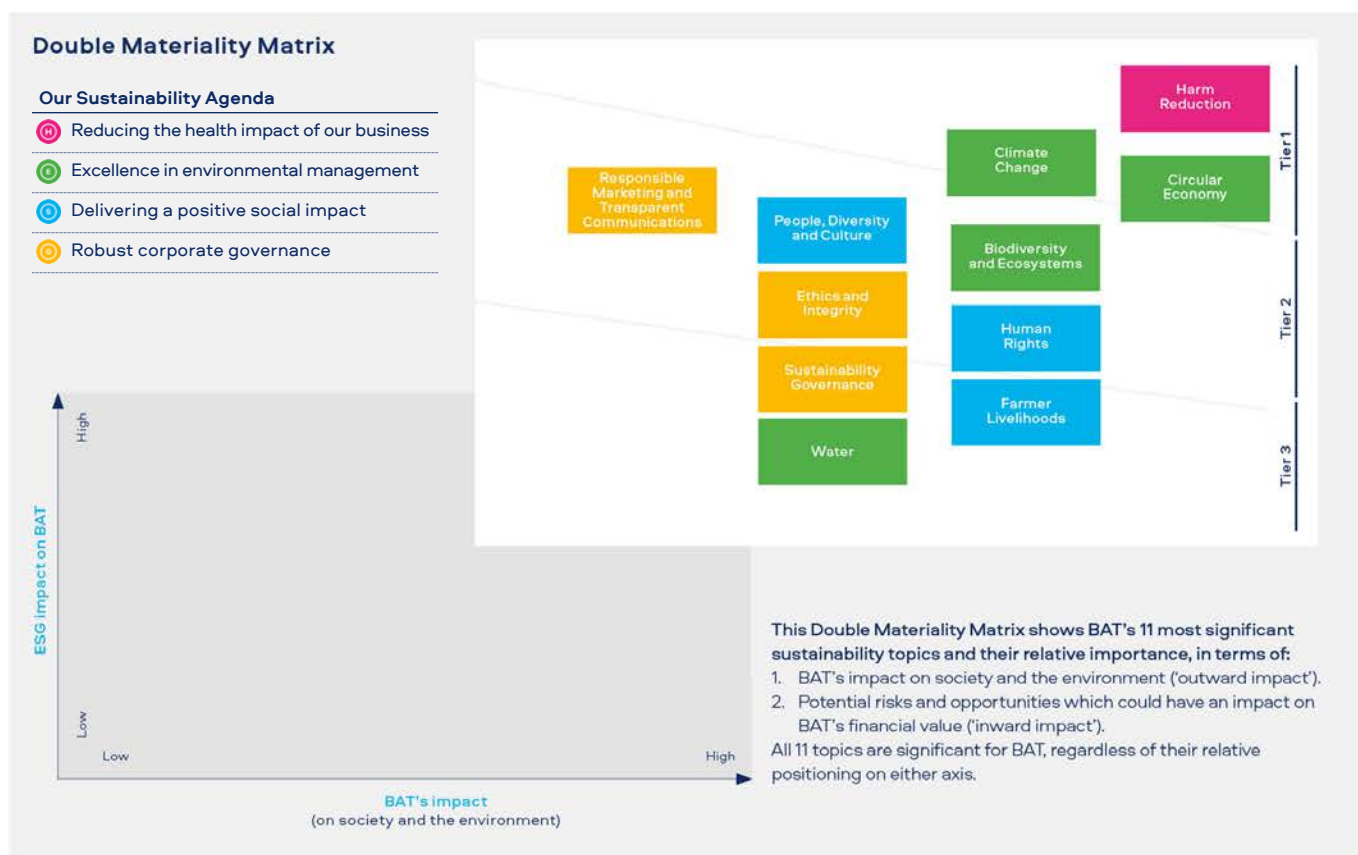 Double Materiality Matrix
Our Sustainability Agenda
H Reducing the health impact of our business
E Excellence in environmental management
S Delivering a positive social impact
G Robust corporate governance
Harm
Reduction
Climate
Change
Circular
Economy
Responsible
Marketing and
Transparent
Communications
People, Diversity
and Culture
Biodiversity
and Ecosystems
Ethics and
Integrity
Human
Rights
Sustainability
Governance
Farmer
Livelihoods
Water
Tier 1
Tier 2
Tier 3
High
ESG impact on BAT
Low
Low
High
BAT's impact
(on society and the environment)
This Double Materiality Matrix shows BAT's 11 most significant
sustainability topics and their relative importance, in terms of:
1. BAT's impact on society and the environment ('outward impact').
2. Potential risks and opportunities which could have an impact on
BAT's financial value ('inward impact').
All 11 topics are significant for BAT, regardless of their relative
positioning on either axis.